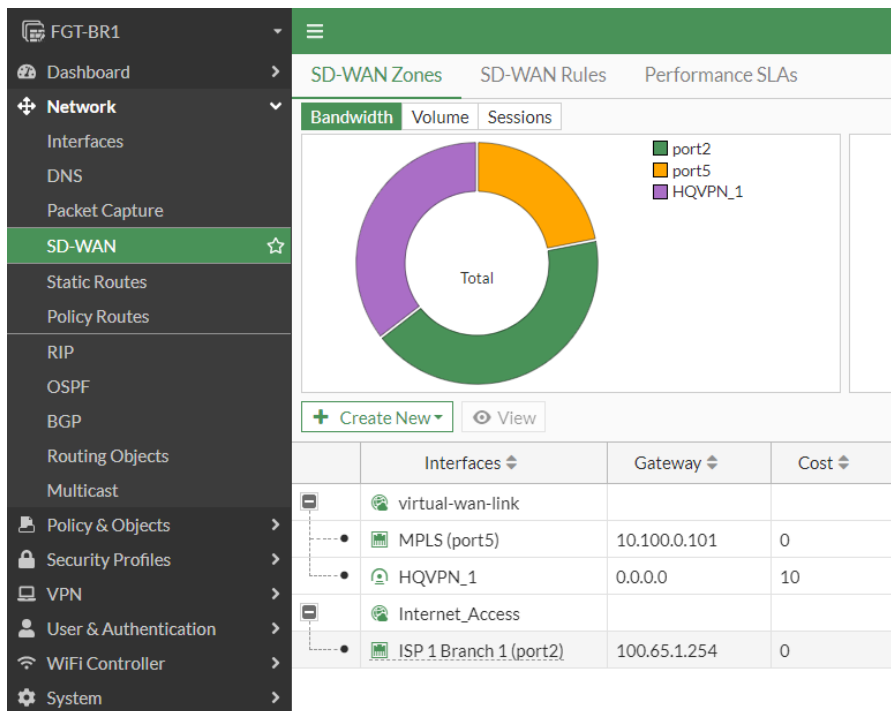 FGT-BR1
Dashboard
Network
Interfaces
DNS
Packet Capture
SD-WAN
Static Routes
Policy Routes
RIP
OSPF
BGP
Routing Objects
Multicast
Policy & Objects
Security Profiles
VPN
User & Authentication
WiFi Controller
System
SD-WAN Zones SD-WAN Rules Performance SLAs
Bandwidth Volume Sessions
port2
port5
HQVPN_1
Total
+ Create New View
Interfaces Gateway Cost
virtual-wan-link
MPLS (port5) 10.100.0.101 0
HQVPN_1 0.0.0.0 10
Internet_Access
ISP 1 Branch 1 (port2) 100.65.1.254 0